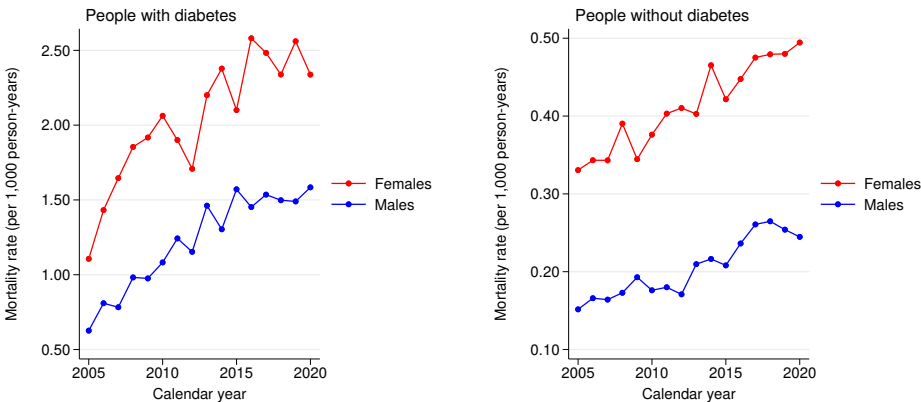 People with diabetes
Mortality rate (per 1,000 person-years)
2.50
2.00
1.50
1.00
0.50
2005
2010
2015
2020
Calendar year
Females
Males
People without diabetes
Mortality rate (per 1,000 person-years)
0.50
0.40
0.30
0.20
0.10
2005
2010
2015
2020
Calendar year
Females
Males